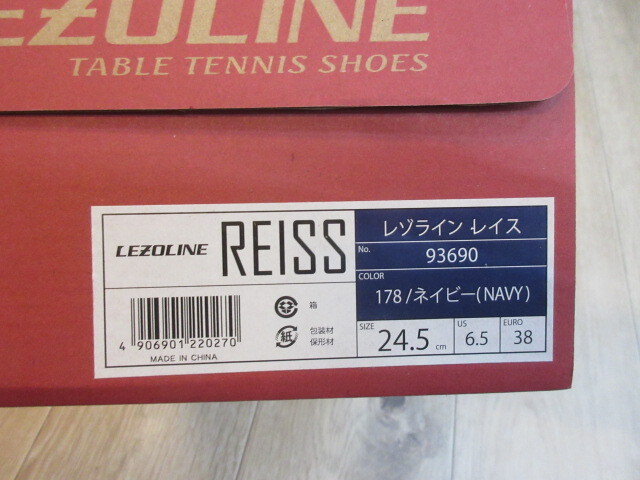 LEZOLINE
TABLE TENNIS SHOES
LEZOLINE REISS
レゾライン レイス
No. 93690
COLOR
178/ネイビー(NAVY)
SIZE 24.5 cm
US 6.5
EURO 38
箱
紙 包装材
保形材
4 906901 220270
MADE IN CHINA